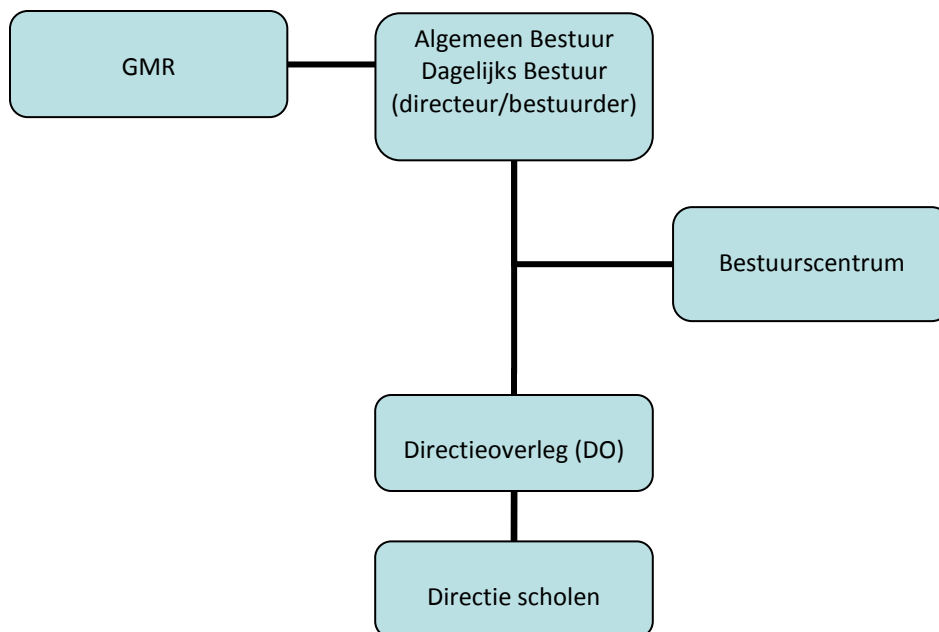 GMR
Algemeen Bestuur
Dagelijks Bestuur
(directeur/bestuurder)
Bestuurscentrum
Directieoverleg (DO)
Directie scholen